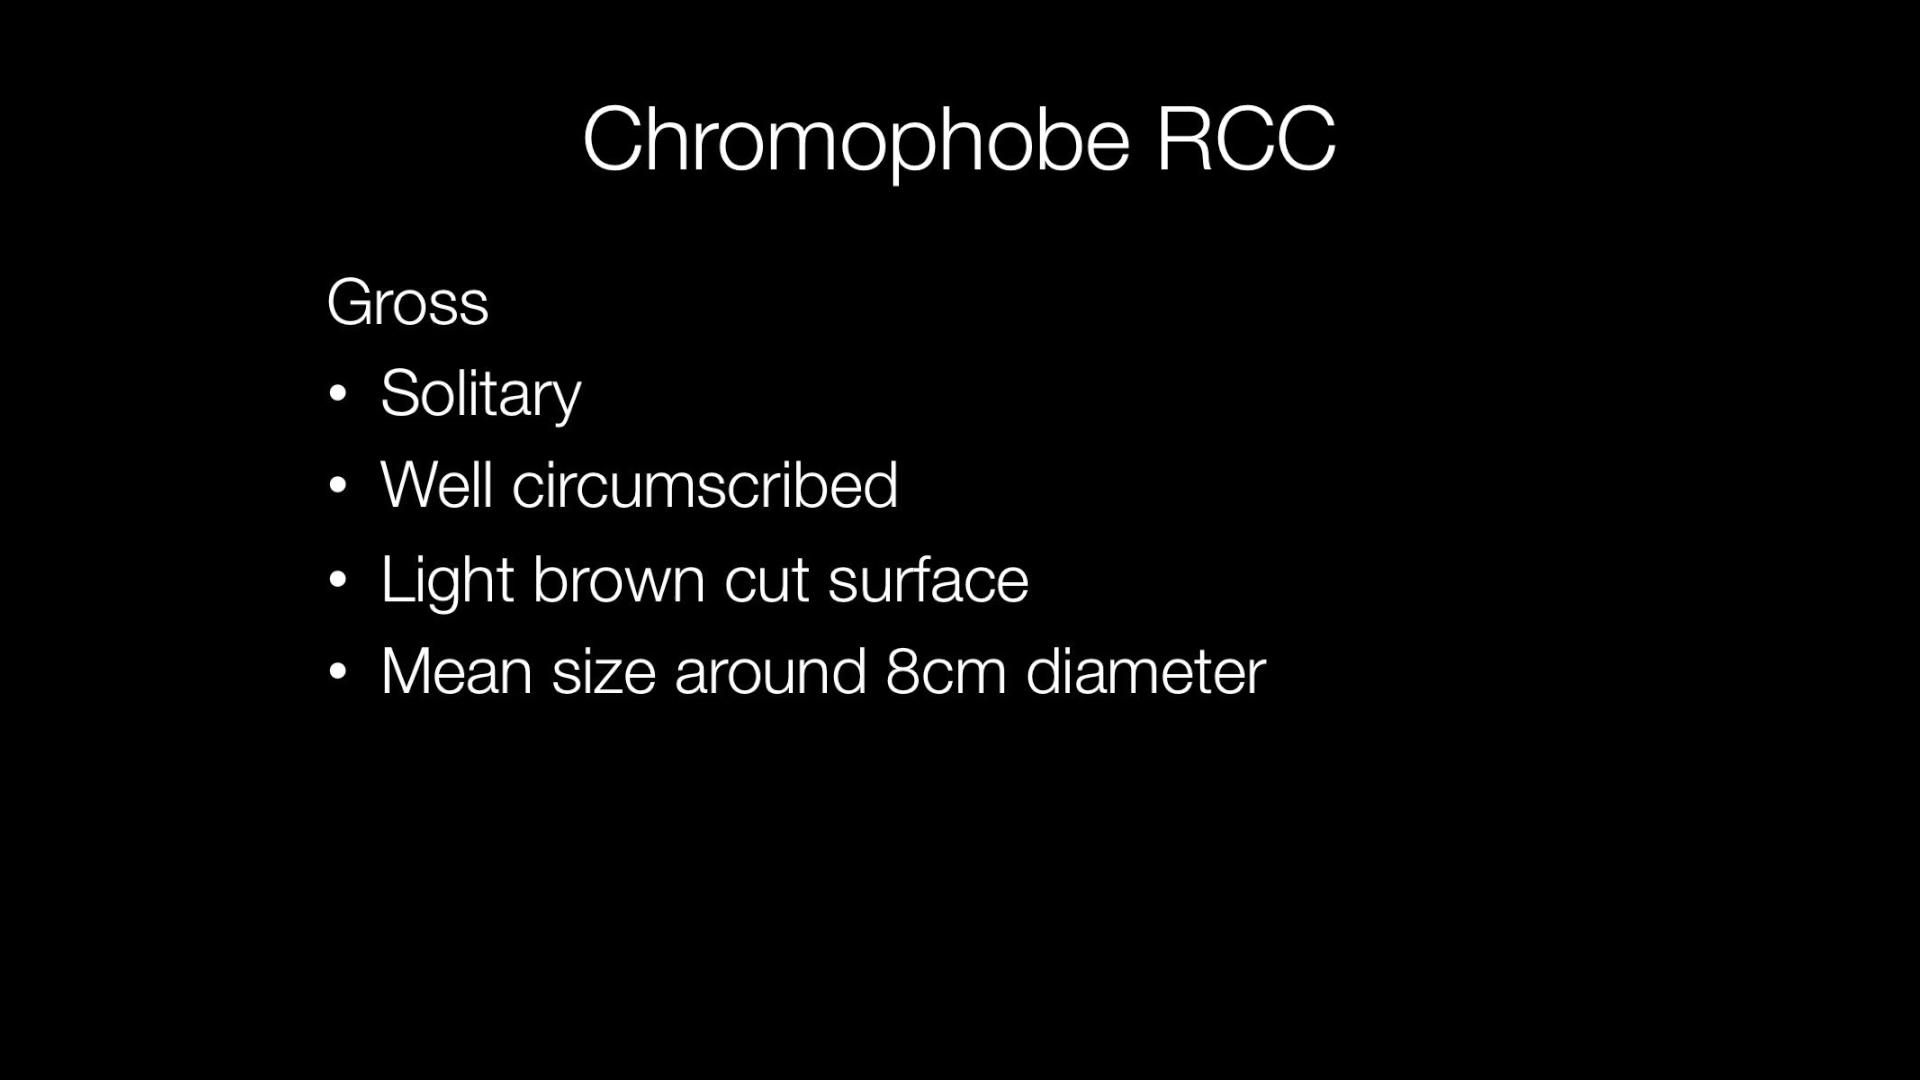 Chromophobe RCC
Gross
• Solitary
• Well circumscribed
• Light brown cut surface
• Mean size around 8cm diameter